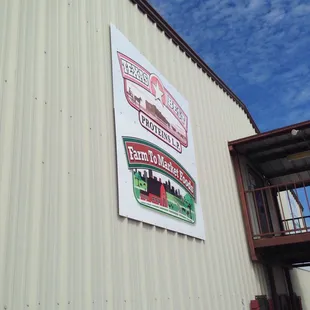 TEXAS BEEF
PROTEINS L.P.
Farm To Market Foods